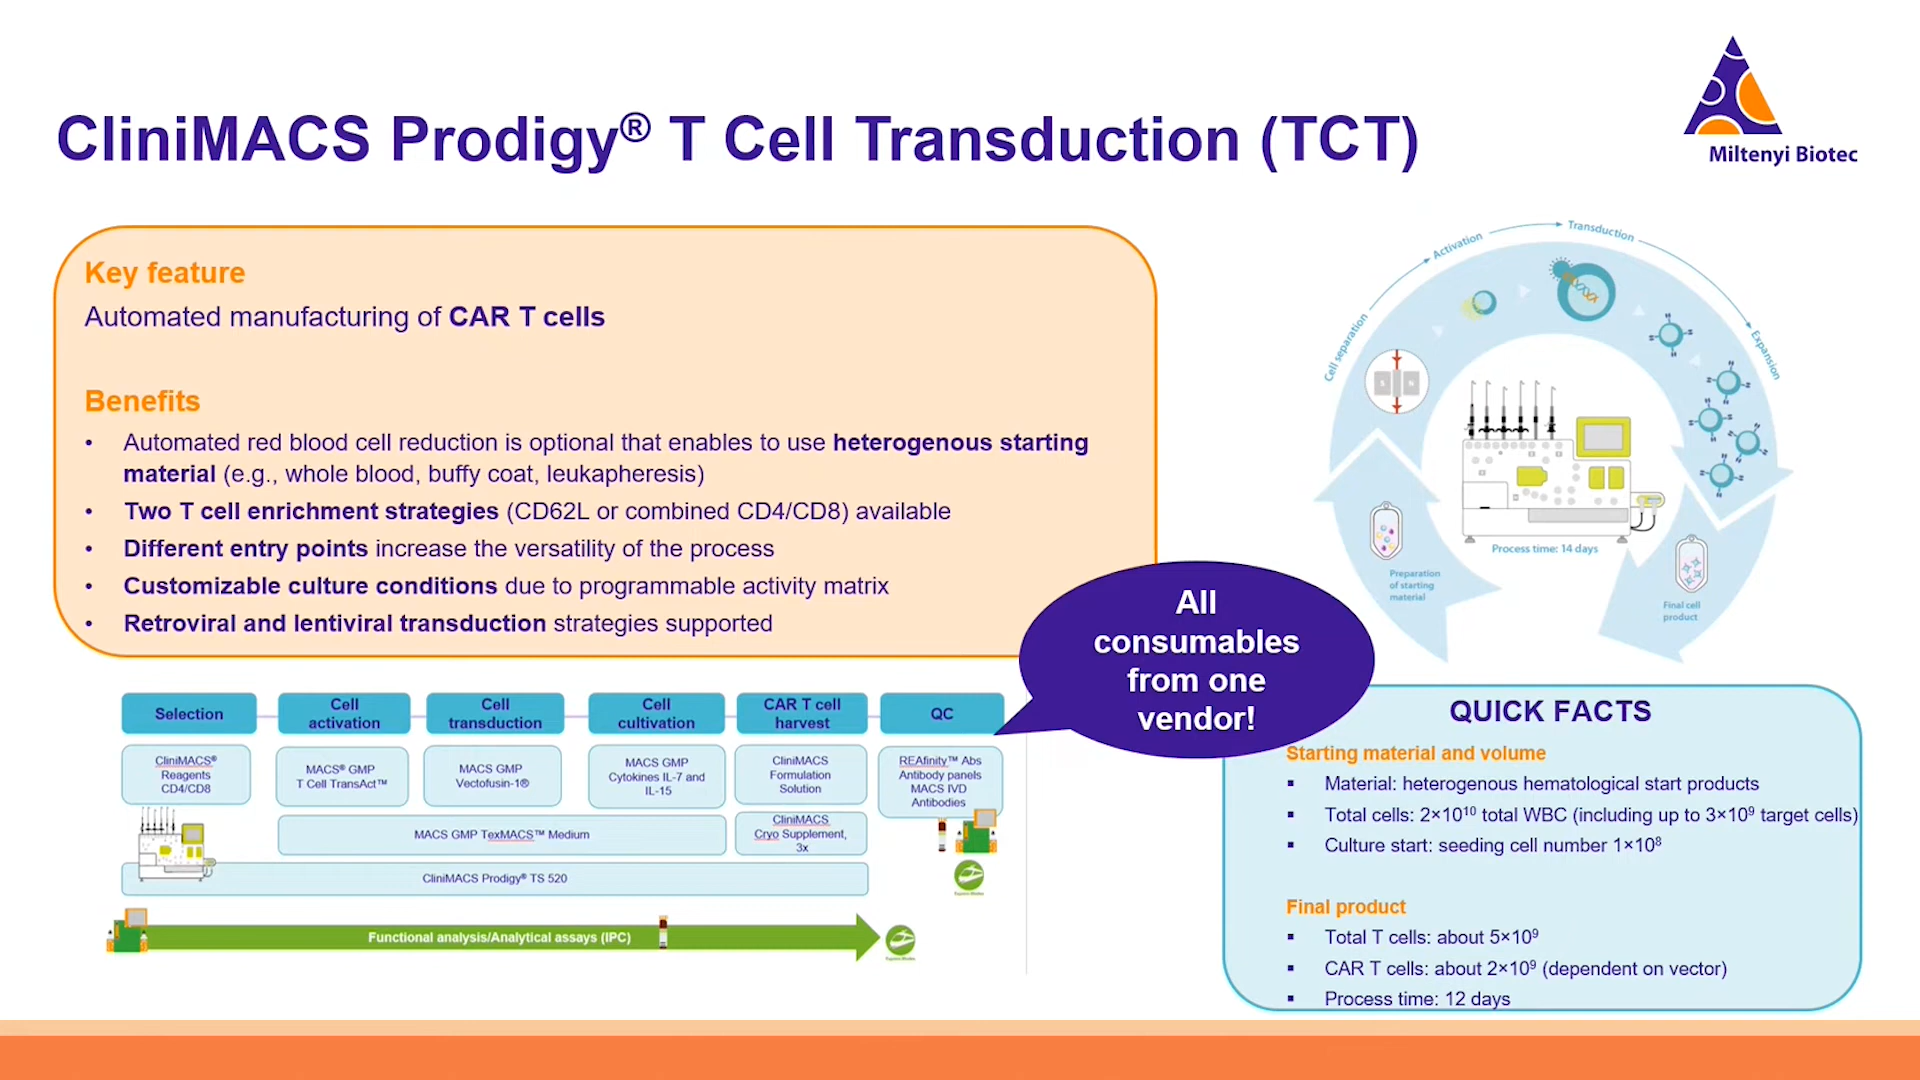 CliniMACS Prodigy® T Cell Transduction (TCT)
Miltenyi Biotec
Key feature
Automated manufacturing of CAR T cells
Benefits
• Automated red blood cell reduction is optional that enables to use heterogenous starting
material (e.g., whole blood, buffy coat, leukapheresis)
• Two T cell enrichment strategies (CD62L or combined CD4/CD8) available
• Different entry points increase the versatility of the process
• Customizable culture conditions due to programmable activity matrix
• Retroviral and lentiviral transduction strategies supported
Cell separation
Activation
Transduction
Expansion
Process time: 14 days
Preparation
of starting
material
Final cell
product
All
consumables
from one
vendor!
Selection
Cell
activation
Cell
transduction
Cell
cultivation
CAR T cell
harvest
QC
CliniMACS®
Reagents
CD4/CD8
MACS® GMP
T Cell TransAct™
MACS GMP
Vectofusin-1®
MACS GMP
Cytokines IL-7 and
IL-15
CliniMACS
Formulation
Solution
REAfinity™ Abs
Antibody panels
MACS IVD
Antibodies
MACS GMP TexMACS™ Medium
CliniMACS
Cryo Supplement,
3x
CliniMACS Prodigy® TS 520
Functional analysis/Analytical assays (IPC)
QUICK FACTS
Starting material and volume
▪ Material: heterogenous hematological start products
▪ Total cells: 2×10¹⁰ total WBC (including up to 3×10⁹ target cells)
▪ Culture start: seeding cell number 1×10⁸
Final product
▪ Total T cells: about 5×10⁹
▪ CAR T cells: about 2×10⁹ (dependent on vector)
▪ Process time: 12 days